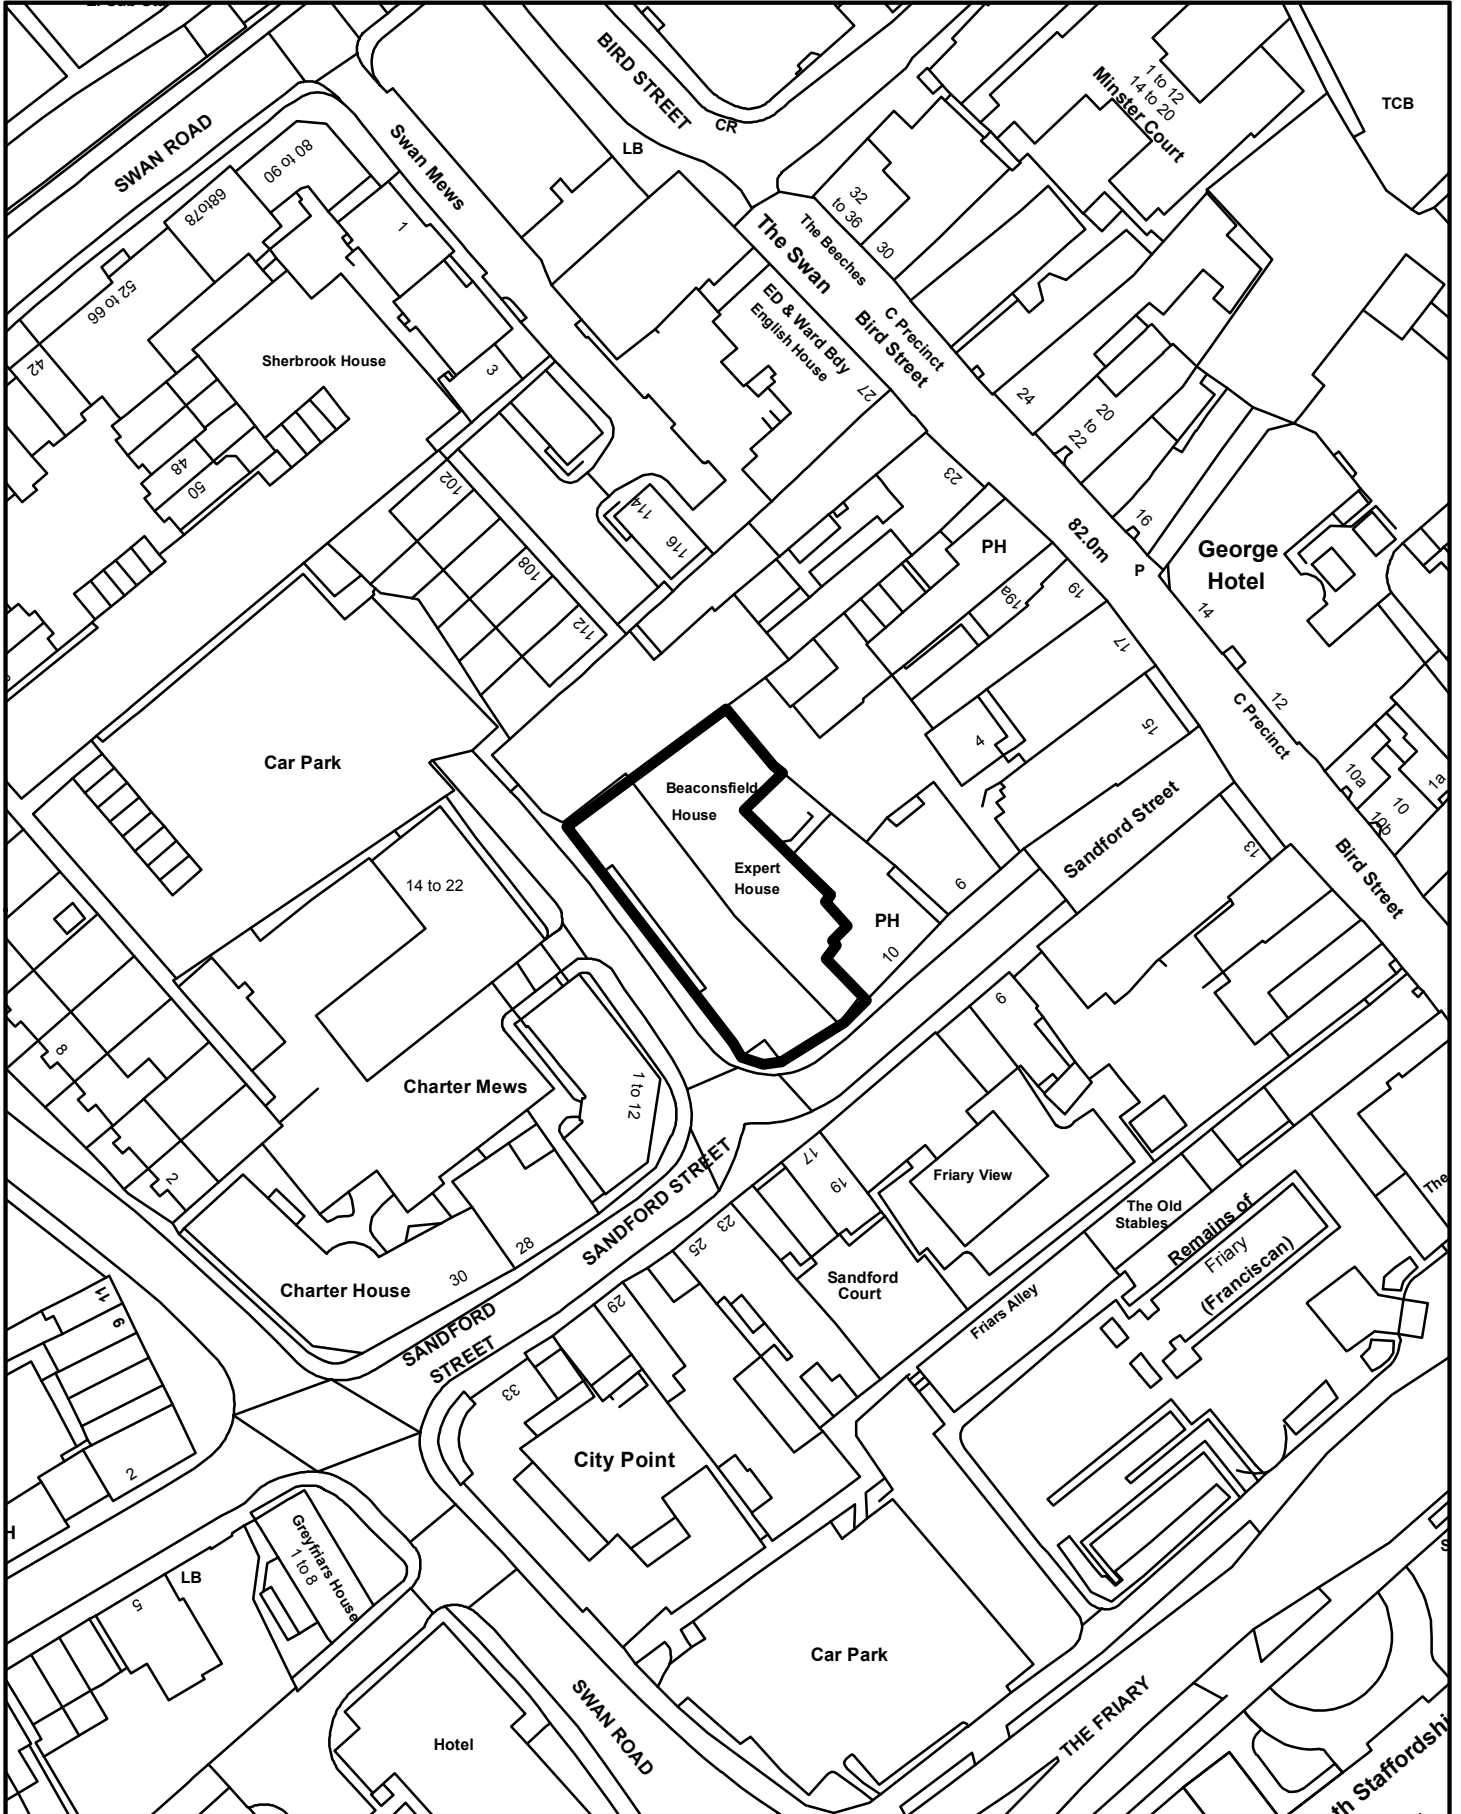 SWAN ROAD
BIRD STREET
CR
LB
1 to 12
14 to 20
Minster Court
TCB
Swan Mews
80 to 90
68to78
1
52 to 66
42
Sherbrook House
3
48
50
32
to 36
The Beeches
30
The Swan
ED & Ward Bdy
English House
C Precinct
Bird Street
27
24
20
to
22
23
16
102
114
116
108
112
PH
82.0m
P
George
Hotel
19a
19
14
17
12
C Precinct
15
4
10a
10
1a
10b
Car Park
Beaconsfield
House
Expert
House
PH
10
Sandford Street
13
Bird Street
14 to 22
Charter Mews
1 to 12
8
2
Charter House
30
28
SANDFORD STREET
17
19
23
25
29
Friary View
The Old
Stables
Remains of
Friary
(Franciscan)
The
Sandford
Court
Friars Alley
SANDFORD
STREET
33
City Point
11
2
Greyfriars House
1 to 8
LB
5
Hotel
SWAN ROAD
Car Park
THE FRIARY
th Staffordshi